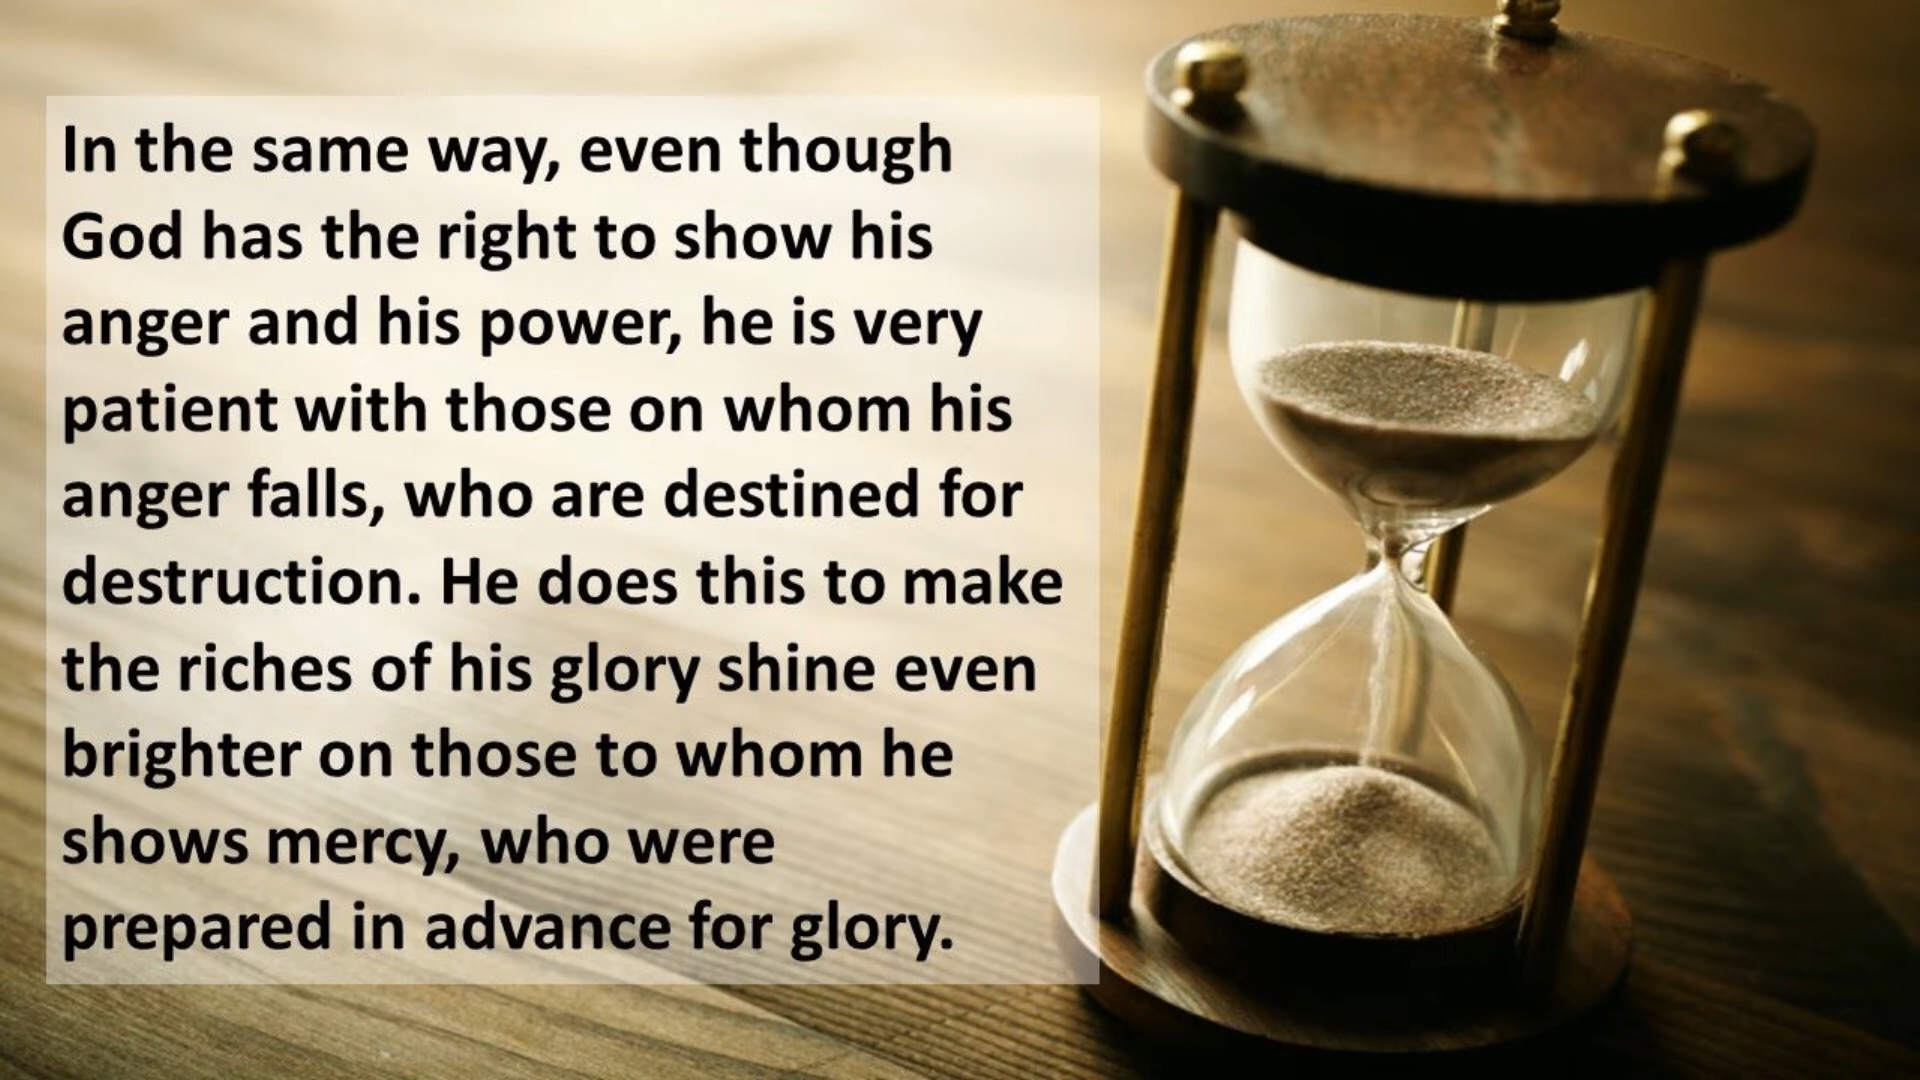 In the same way, even though
God has the right to show his
anger and his power, he is very
patient with those on whom his
anger falls, who are destined for
destruction. He does this to make
the riches of his glory shine even
brighter on those to whom he
shows mercy, who were
prepared in advance for glory.